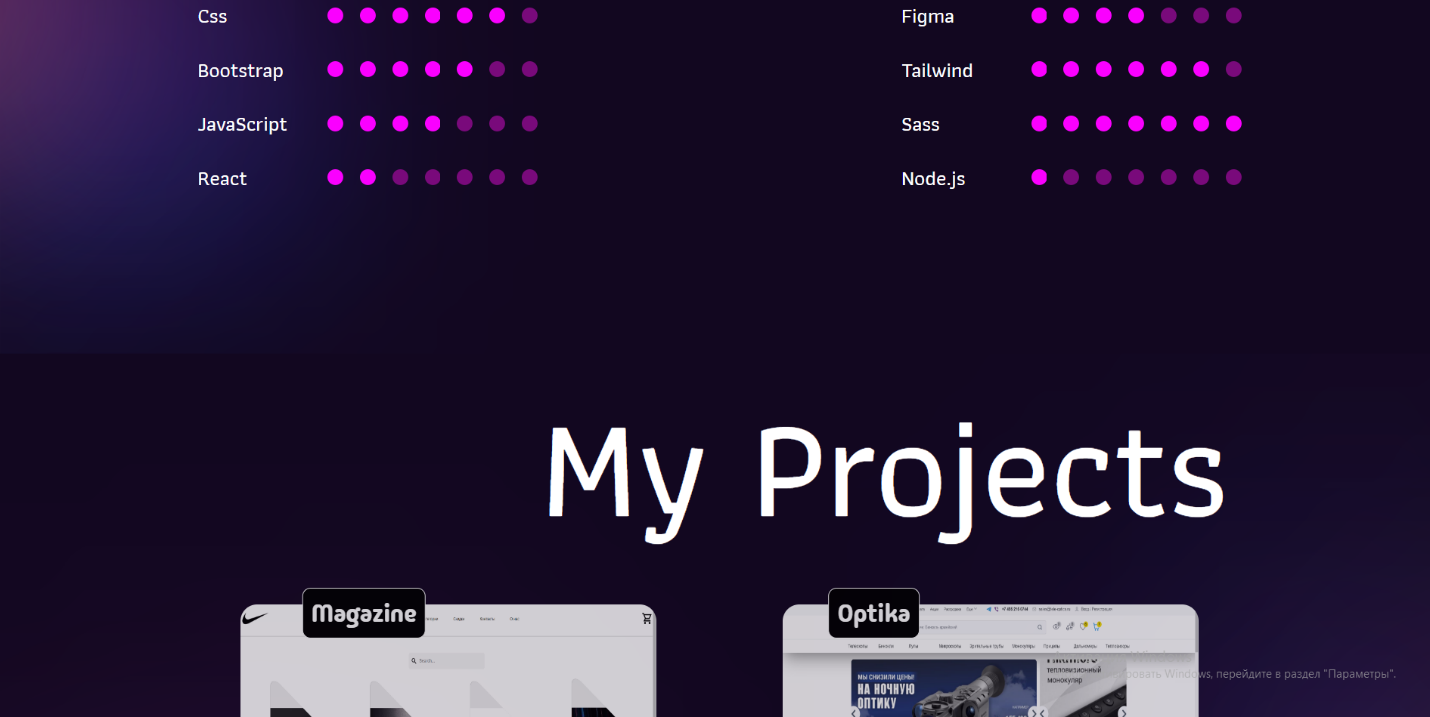 Css
Figma
Bootstrap
Tailwind
JavaScript
Sass
React
Node.js
My Projects
Magazine
Optika
Search...
МЫ СНИЗИЛИ ЦЕНЫ
НА НОЧНУЮ
ОПТИКУ
тепловизионный
монокуляр
Windows, перейдите в раздел "Параметры".